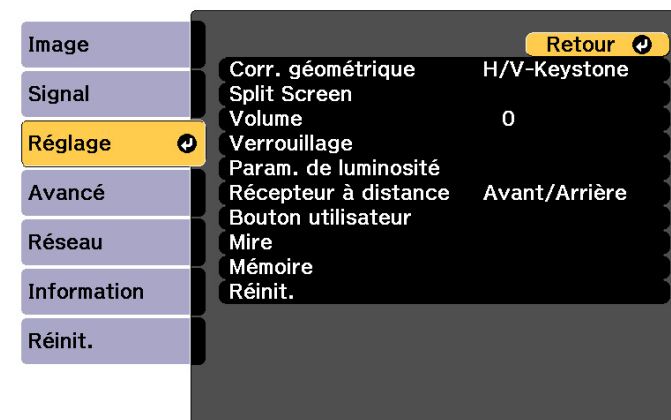 Image
Signal
Réglage
Avancé
Réseau
Information
Réinit.
Retour
Corr. géométrique H/V-Keystone
Split Screen
Volume 0
Verrouillage
Param. de luminosité
Récepteur à distance Avant/Arrière
Bouton utilisateur
Mire
Mémoire
Réinit.